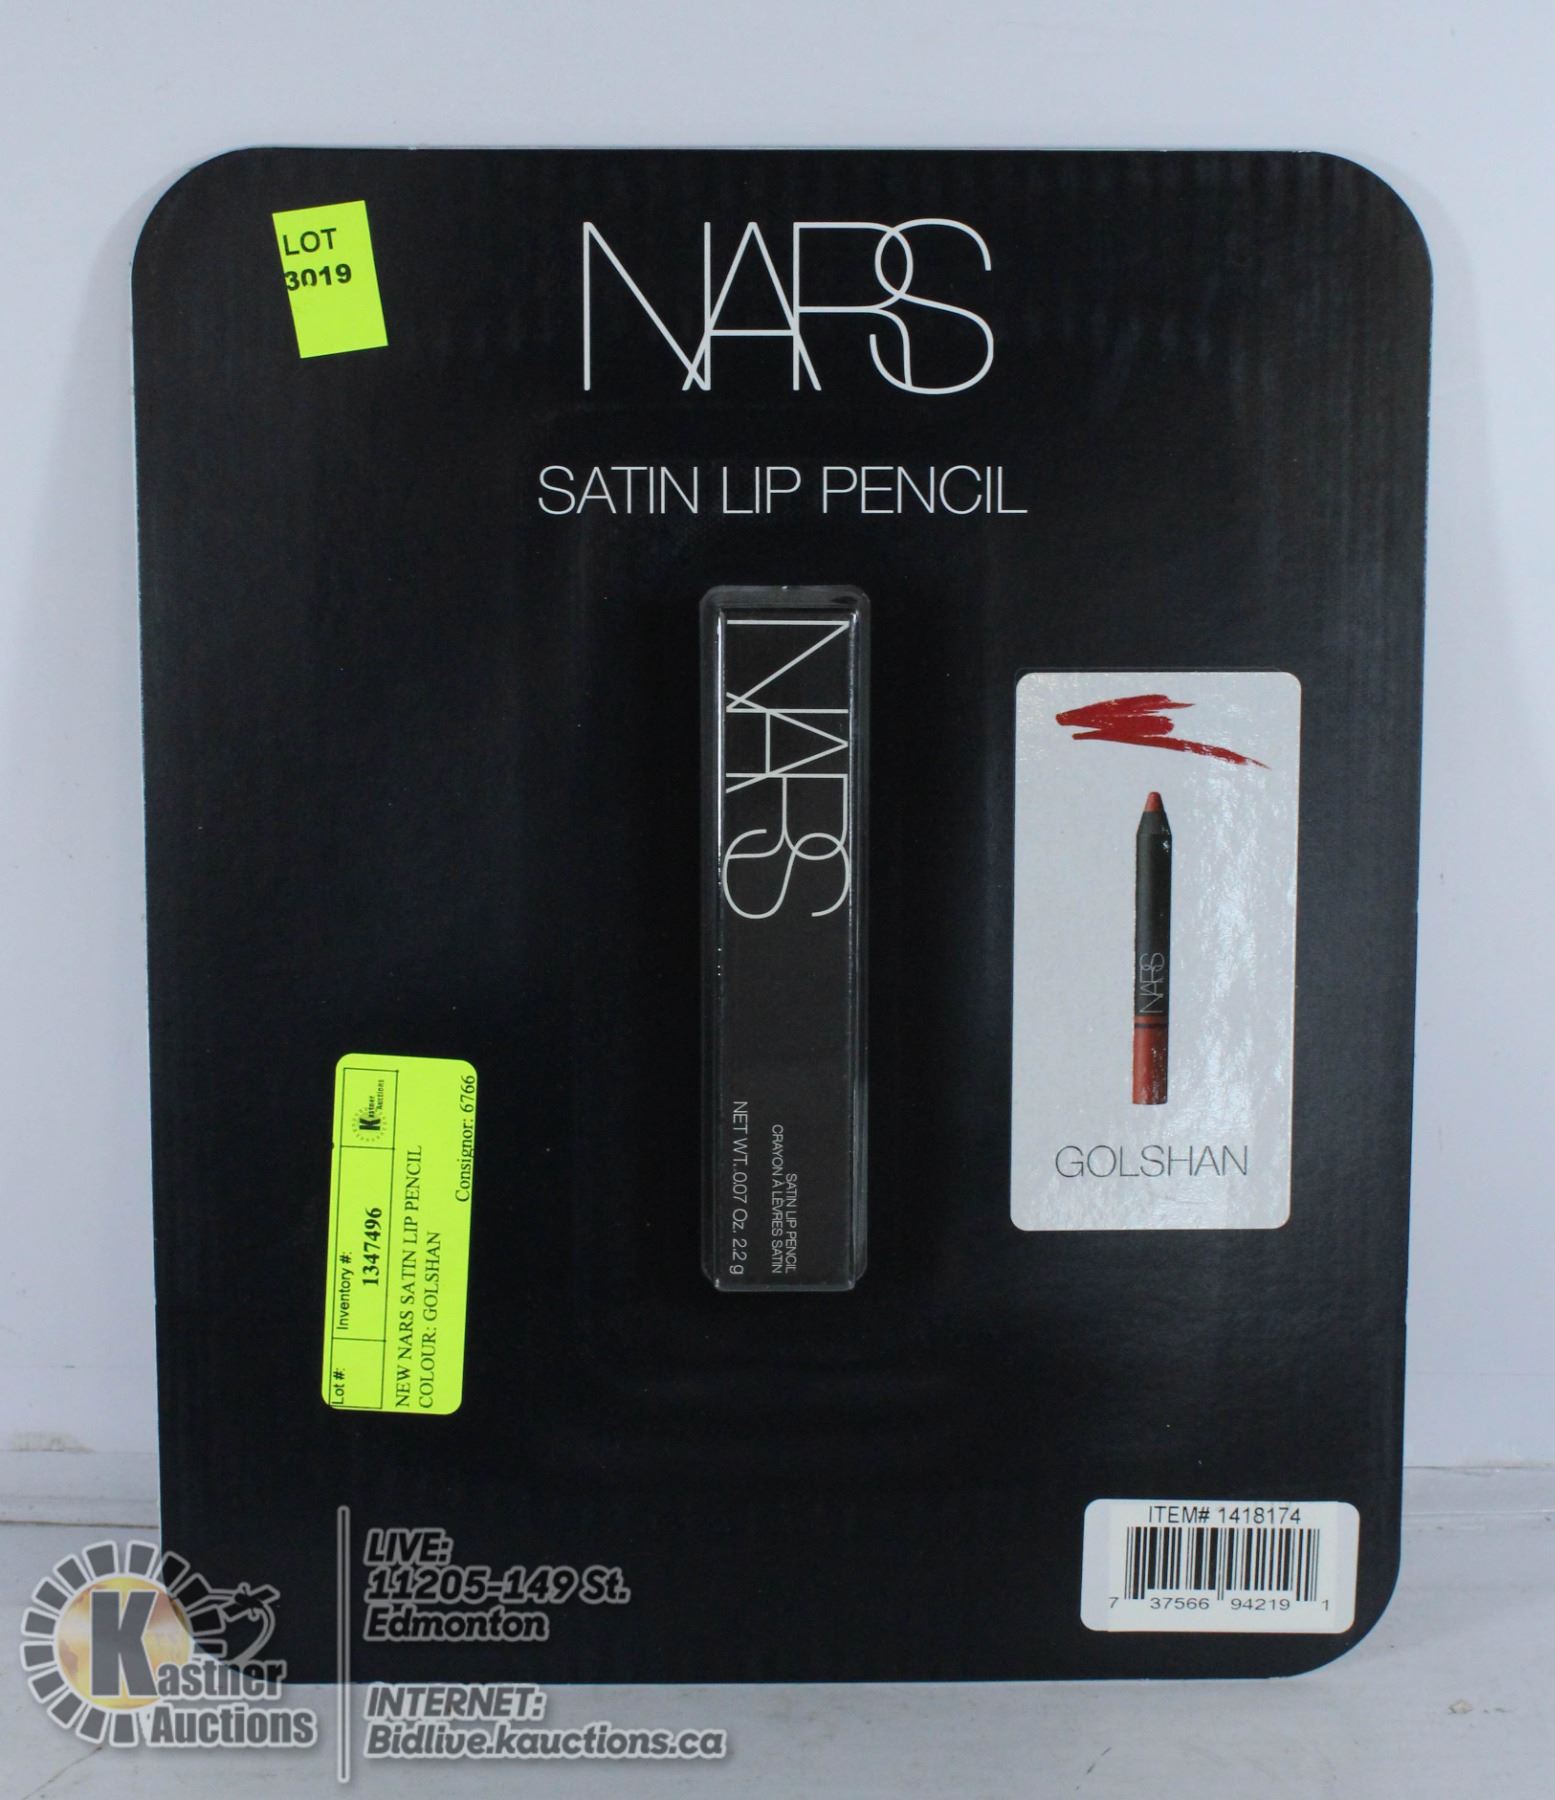 LOT
3019
NARS
SATIN LIP PENCIL
NARS
SATIN LIP PENCIL
CRAYON À LÈVRES SATIN
NET WT. 0.07 Oz. 2.2 g
NARS
GOLSHAN
Lot #:
Inventory #:
1347496
Kastner
Auctions
NEW NARS SATIN LIP PENCIL
COLOUR: GOLSHAN
Consignor: 6766
ITEM# 1418174
7 37566 94219 1
Kastner
Auctions
LIVE:
11205-149 St.
Edmonton
INTERNET:
Bidlive.kauctions.ca